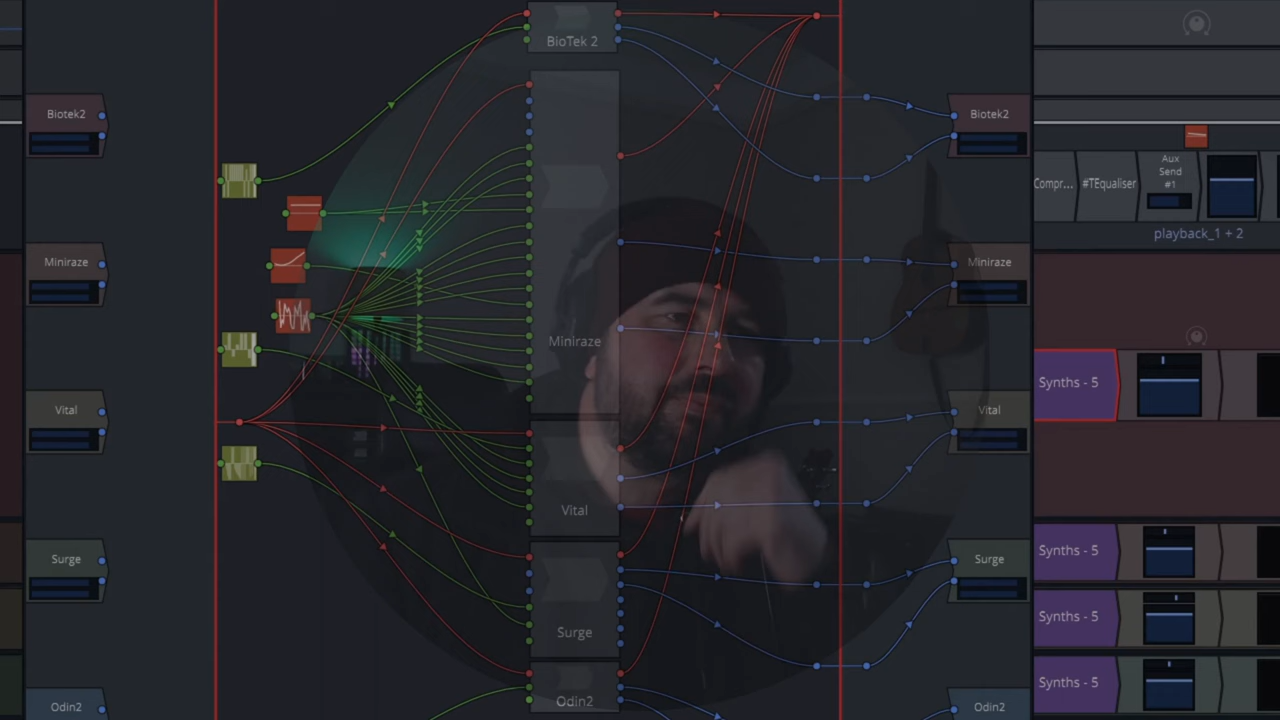 BioTek 2
Biotek2
Miniraze
Vital
Surge
Odin2
Miniraze
Vital
Surge
Odin2
Biotek2
Miniraze
Vital
Surge
Odin2
Compr...
#TEqualiser
Aux
Send
#1
playback_1 + 2
Synths - 5
Synths - 5
Synths - 5
Synths - 5